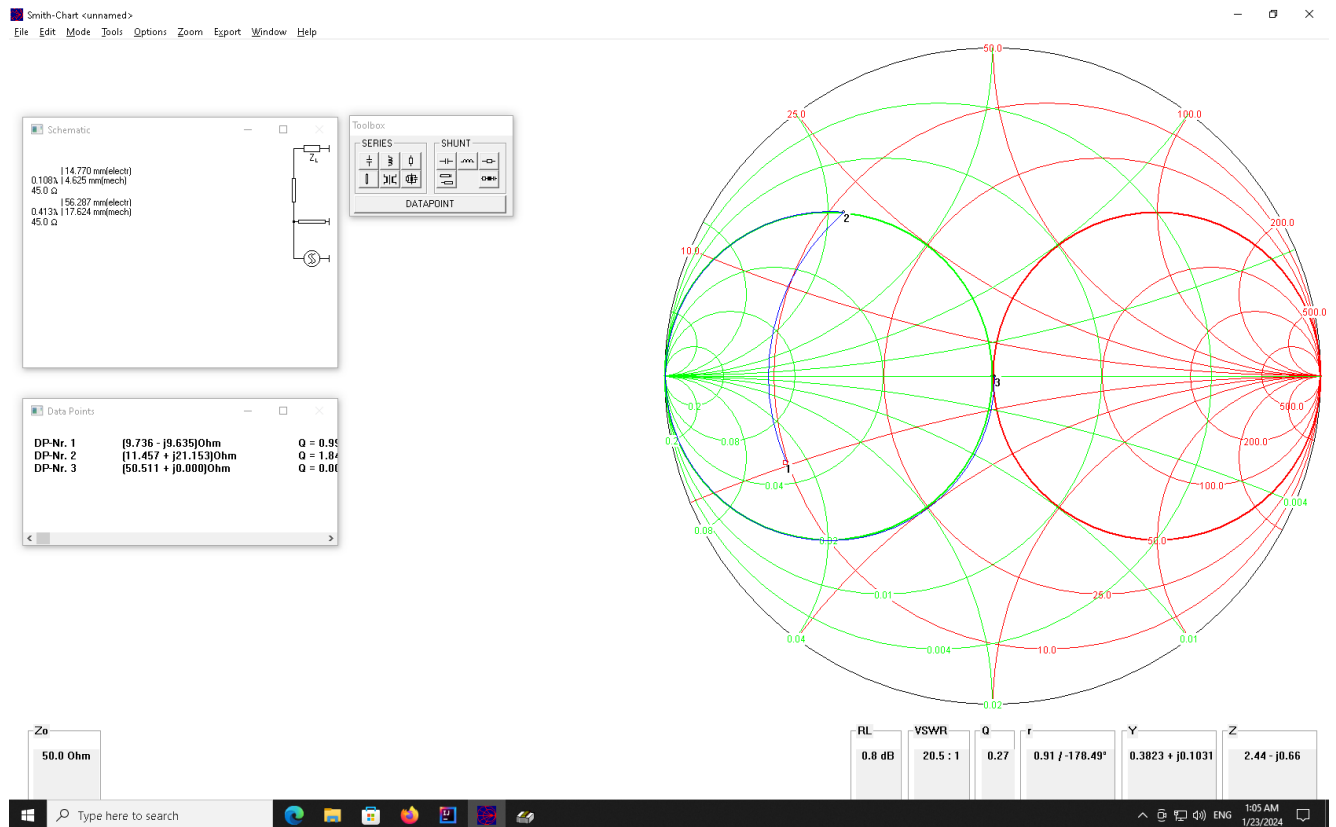 Smith-Chart <unnamed>
File Edit Mode Tools Options Zoom Export Window Help
Schematic
14.770 mm(electr)
0.108λ 4.625 mm(mech)
45.0 Ω
56.287 mm(electr)
0.413λ 17.624 mm(mech)
45.0 Ω
ZL
Toolbox
SERIES
SHUNT
DATAPOINT
Data Points
DP-Nr. 1 (9.736 - j9.635)Ohm Q = 0.99
DP-Nr. 2 (11.457 + j21.153)Ohm Q = 1.84
DP-Nr. 3 (50.511 + j0.000)Ohm Q = 0.00
50.0
25.0
100.0
2
200.0
10.0
500.0
3
0.2
500.0
0.2
0.08
200.0
1
0.04
100.0
0.004
0.08
0.02
50.0
0.01
25.0
0.04
0.01
0.004
10.0
0.02
Zo
50.0 Ohm
RL
0.8 dB
VSWR
20.5 : 1
Q
0.27
r
0.91 / -178.49°
Y
0.3823 + j0.1031
Z
2.44 - j0.66
Type here to search
ENG
1:05 AM
1/23/2024